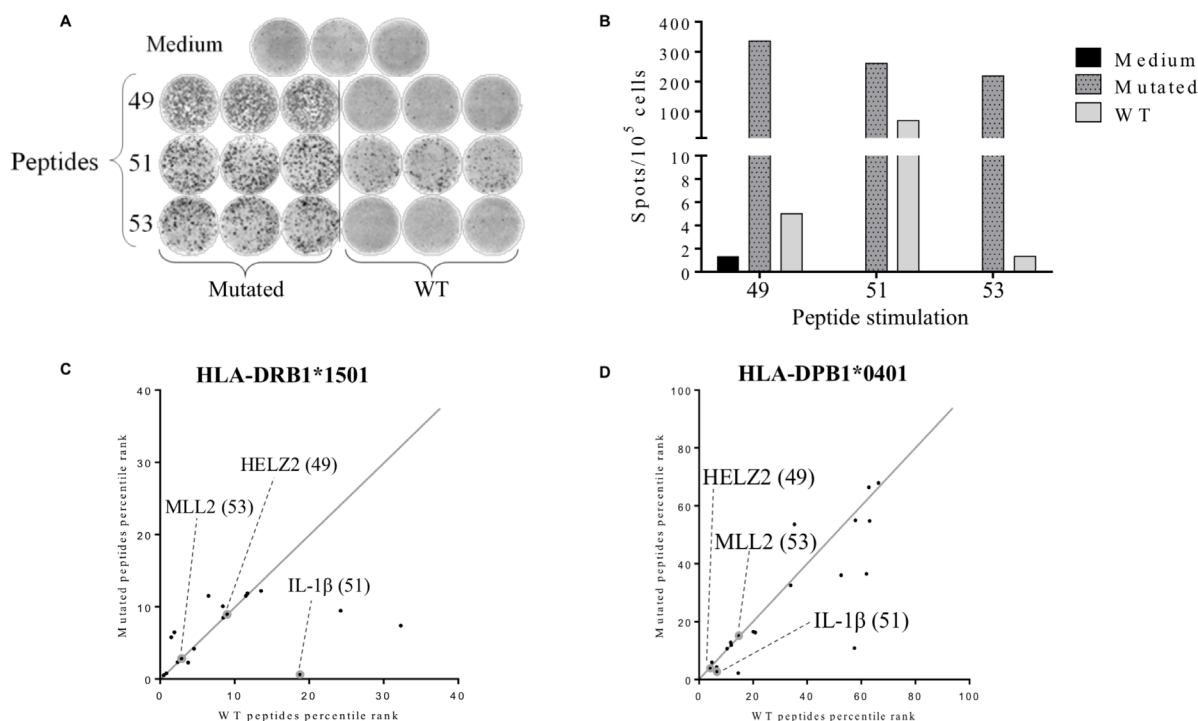 A
Medium
Peptides
49
51
53
Mutated
WT
B
Spots/10⁵ cells
400
300
200
100
10
8
6
4
2
0
49
51
53
Peptide stimulation
Medium
Mutated
WT
C
HLA-DRB1*1501
Mutated peptides percentile rank
40
30
20
10
0
HELZ2 (49)
MLL2 (53)
IL-1β (51)
0 10 20 30 40
WT peptides percentile rank
D
HLA-DPB1*0401
Mutated peptides percentile rank
100
80
60
40
20
0
HELZ2 (49)
MLL2 (53)
IL-1β (51)
0 20 40 60 80 100
WT peptides percentile rank